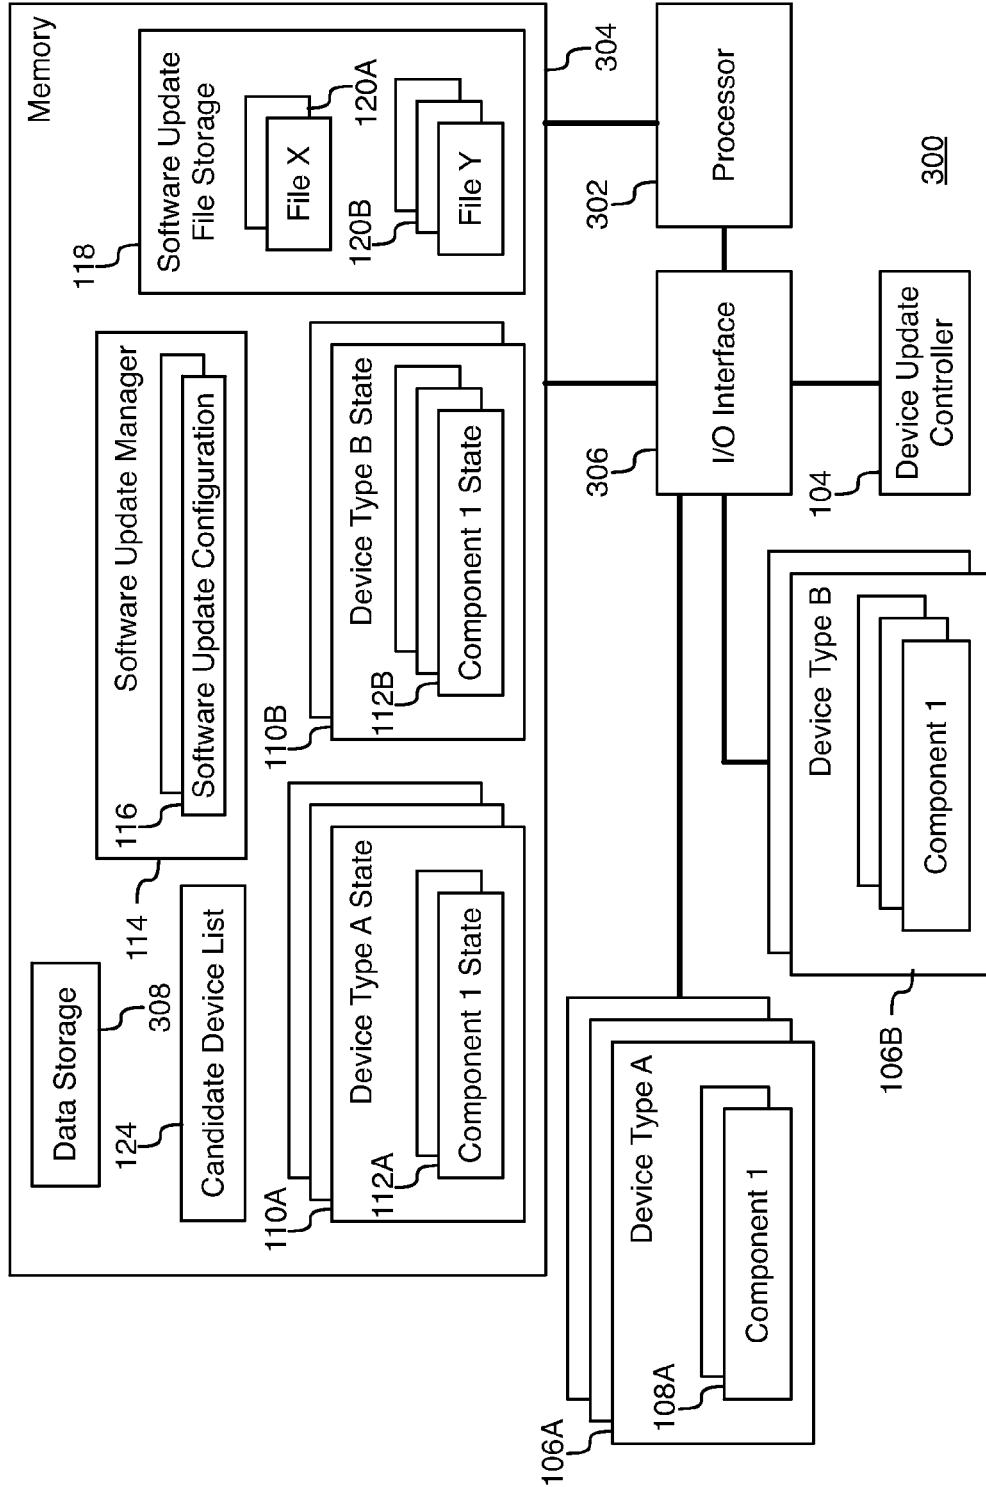 Memory
Data Storage
308
124
Candidate Device List
114
116
Software Update Manager
Software Update Configuration
118
Software Update
File Storage
File X
120A
120B
File Y
110A
Device Type A State
112A
Component 1 State
110B
Device Type B State
112B
Component 1 State
304
106A
Device Type A
108A
Component 1
306
I/O Interface
302
Processor
Device Type B
Component 1
106B
104
Device Update
Controller
300